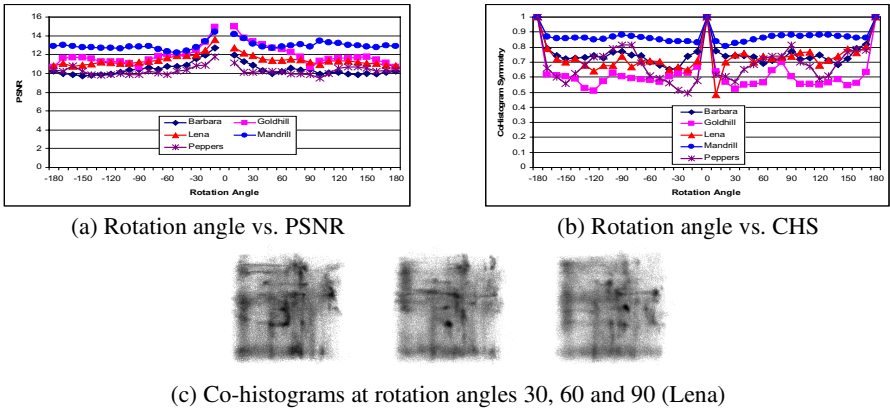 16
14
12
10
8
6
4
2
0
PSNR
-180 -150 -120 -90 -60 -30 0 30 60 90 120 150 180
Rotation Angle
Barbara Goldhill
Lena Mandrill
Peppers
(a) Rotation angle vs. PSNR
1
0.9
0.8
0.7
0.6
0.5
0.4
0.3
0.2
0.1
0
CoHistogram Symmetry
-180 -150 -120 -90 -60 -30 0 30 60 90 120 150 180
Rotation Angle
Barbara
Goldhill
Lena
Mandrill
Peppers
(b) Rotation angle vs. CHS
(c) Co-histograms at rotation angles 30, 60 and 90 (Lena)